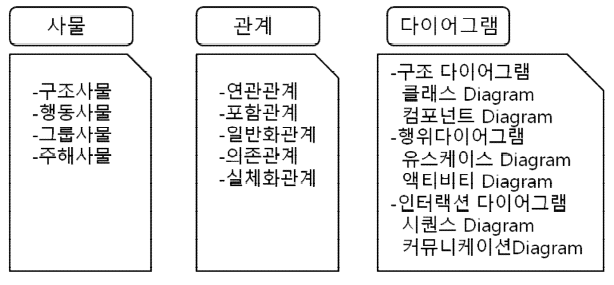 사물
-구조사물
-행동사물
-그룹사물
-주해사물
관계
-연관관계
-포함관계
-일반화관계
-의존관계
-실체화관계
다이어그램
-구조 다이어그램
클래스 Diagram
컴포넌트 Diagram
-행위다이어그램
유스케이스 Diagram
액티비티 Diagram
-인터랙션 다이어그램
시퀀스 Diagram
커뮤니케이션Diagram